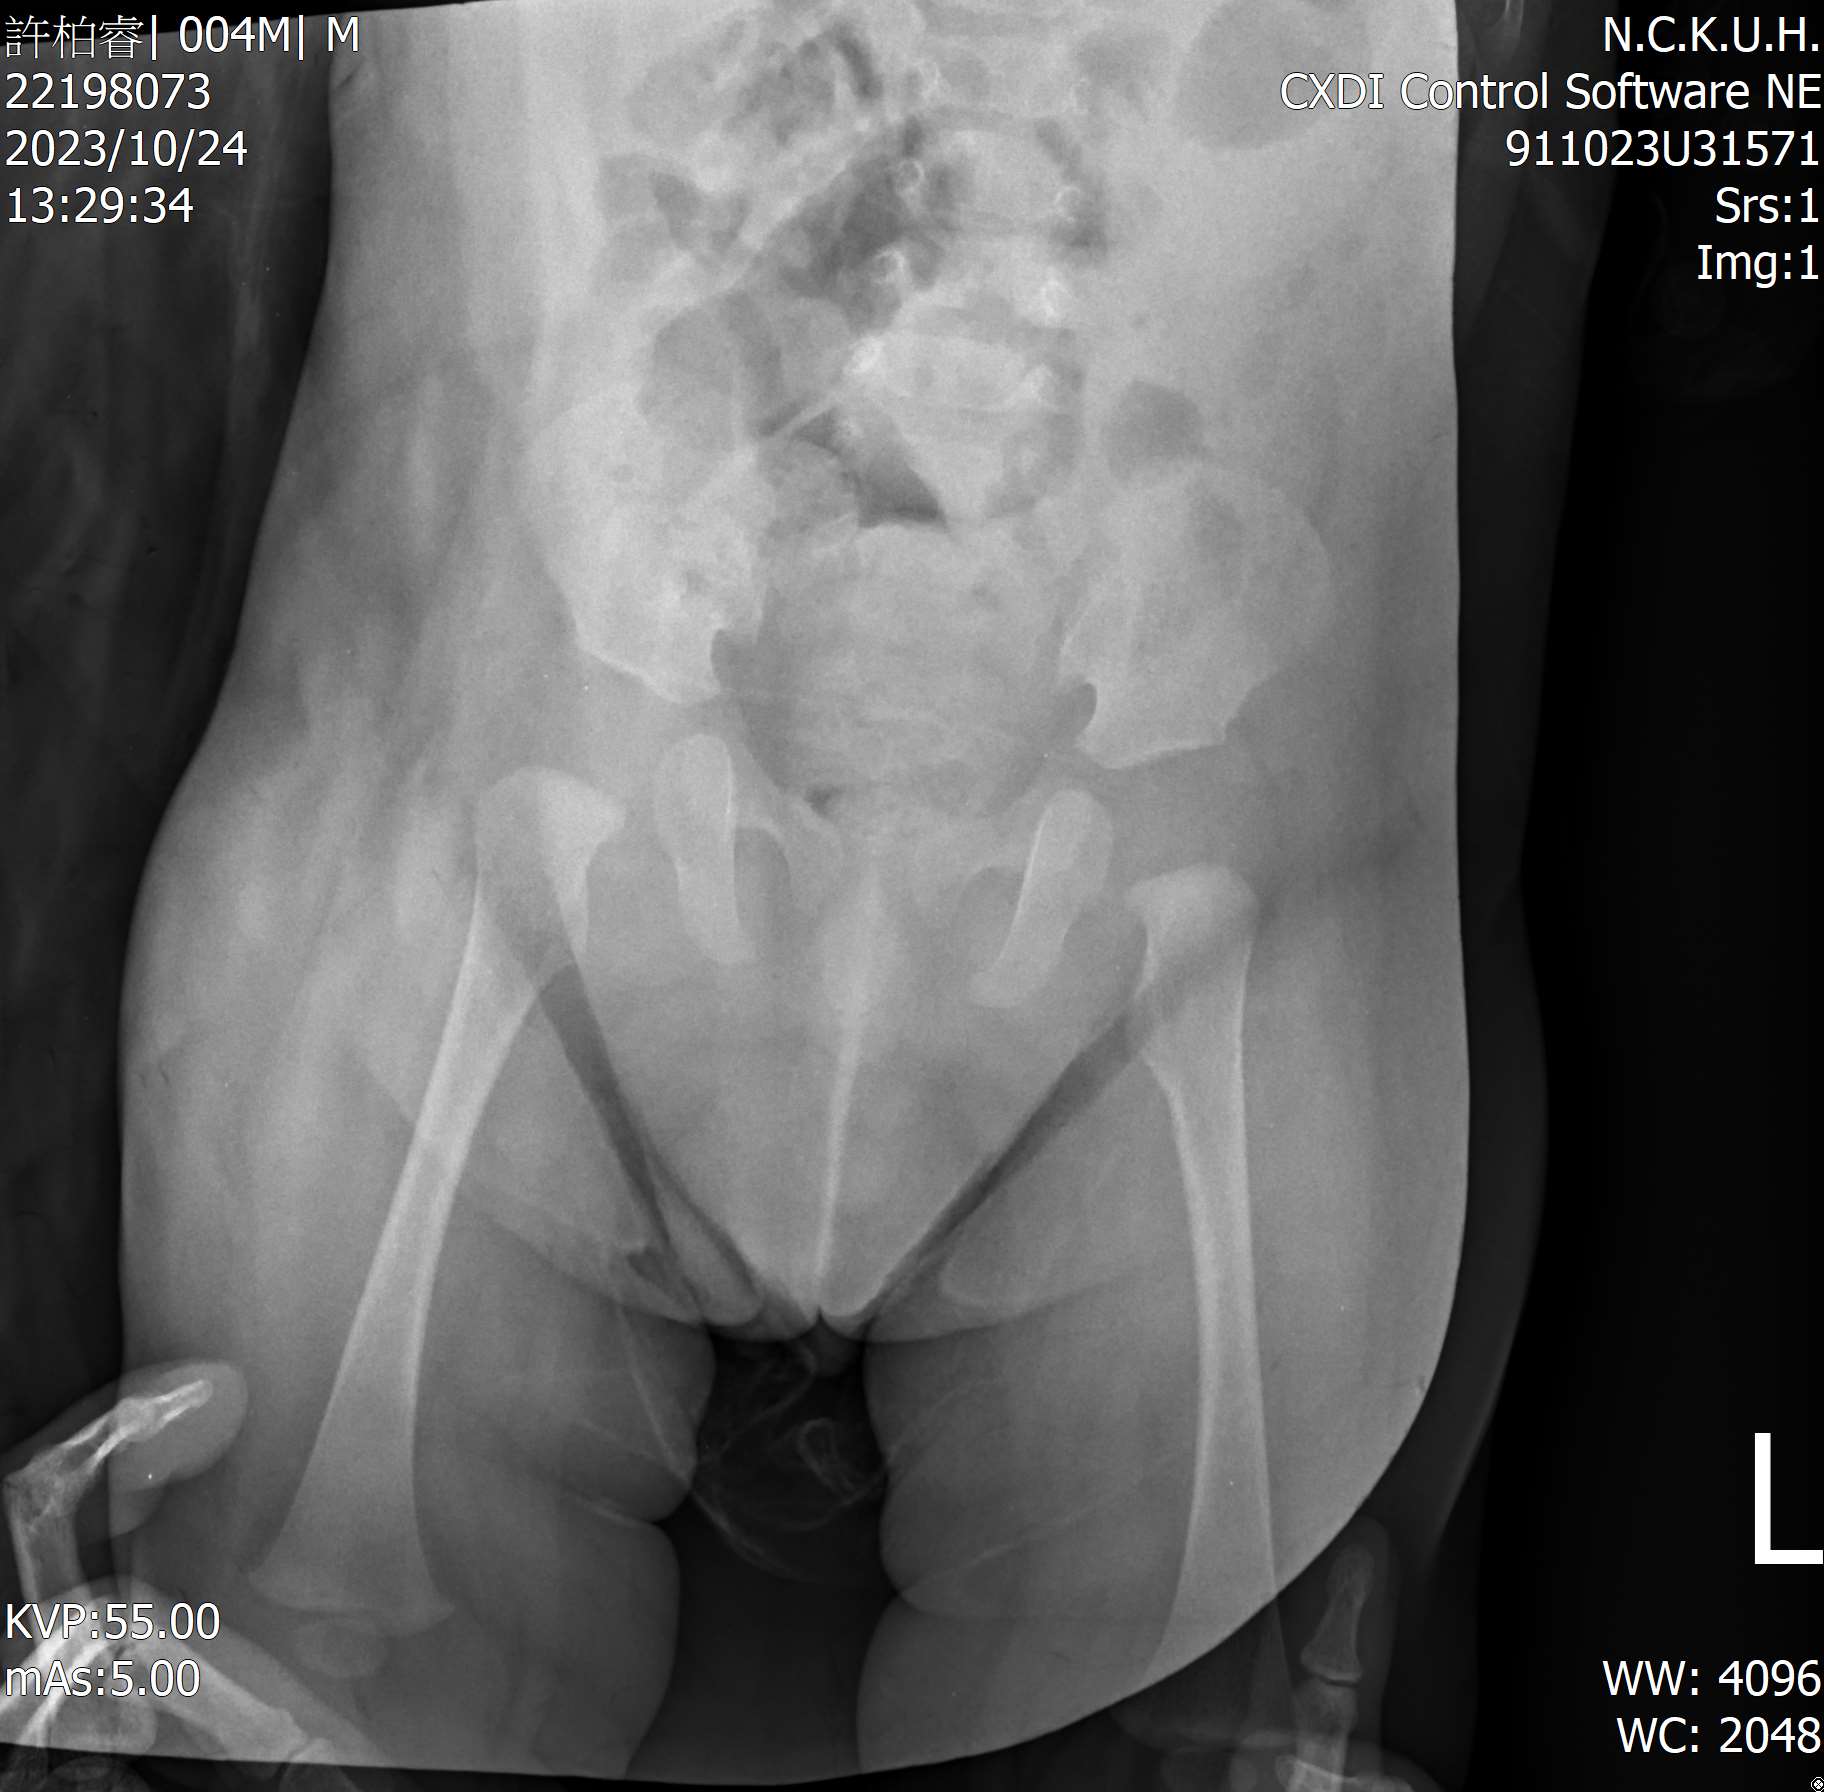 許柏睿| 004M| M
22198073
2023/10/24
13:29:34
N.C.K.U.H.
CXDI Control Software NE
911023U31571
Srs:1
Img:1
L
KVP:55.00
mAs:5.00
WW: 4096
WC: 2048